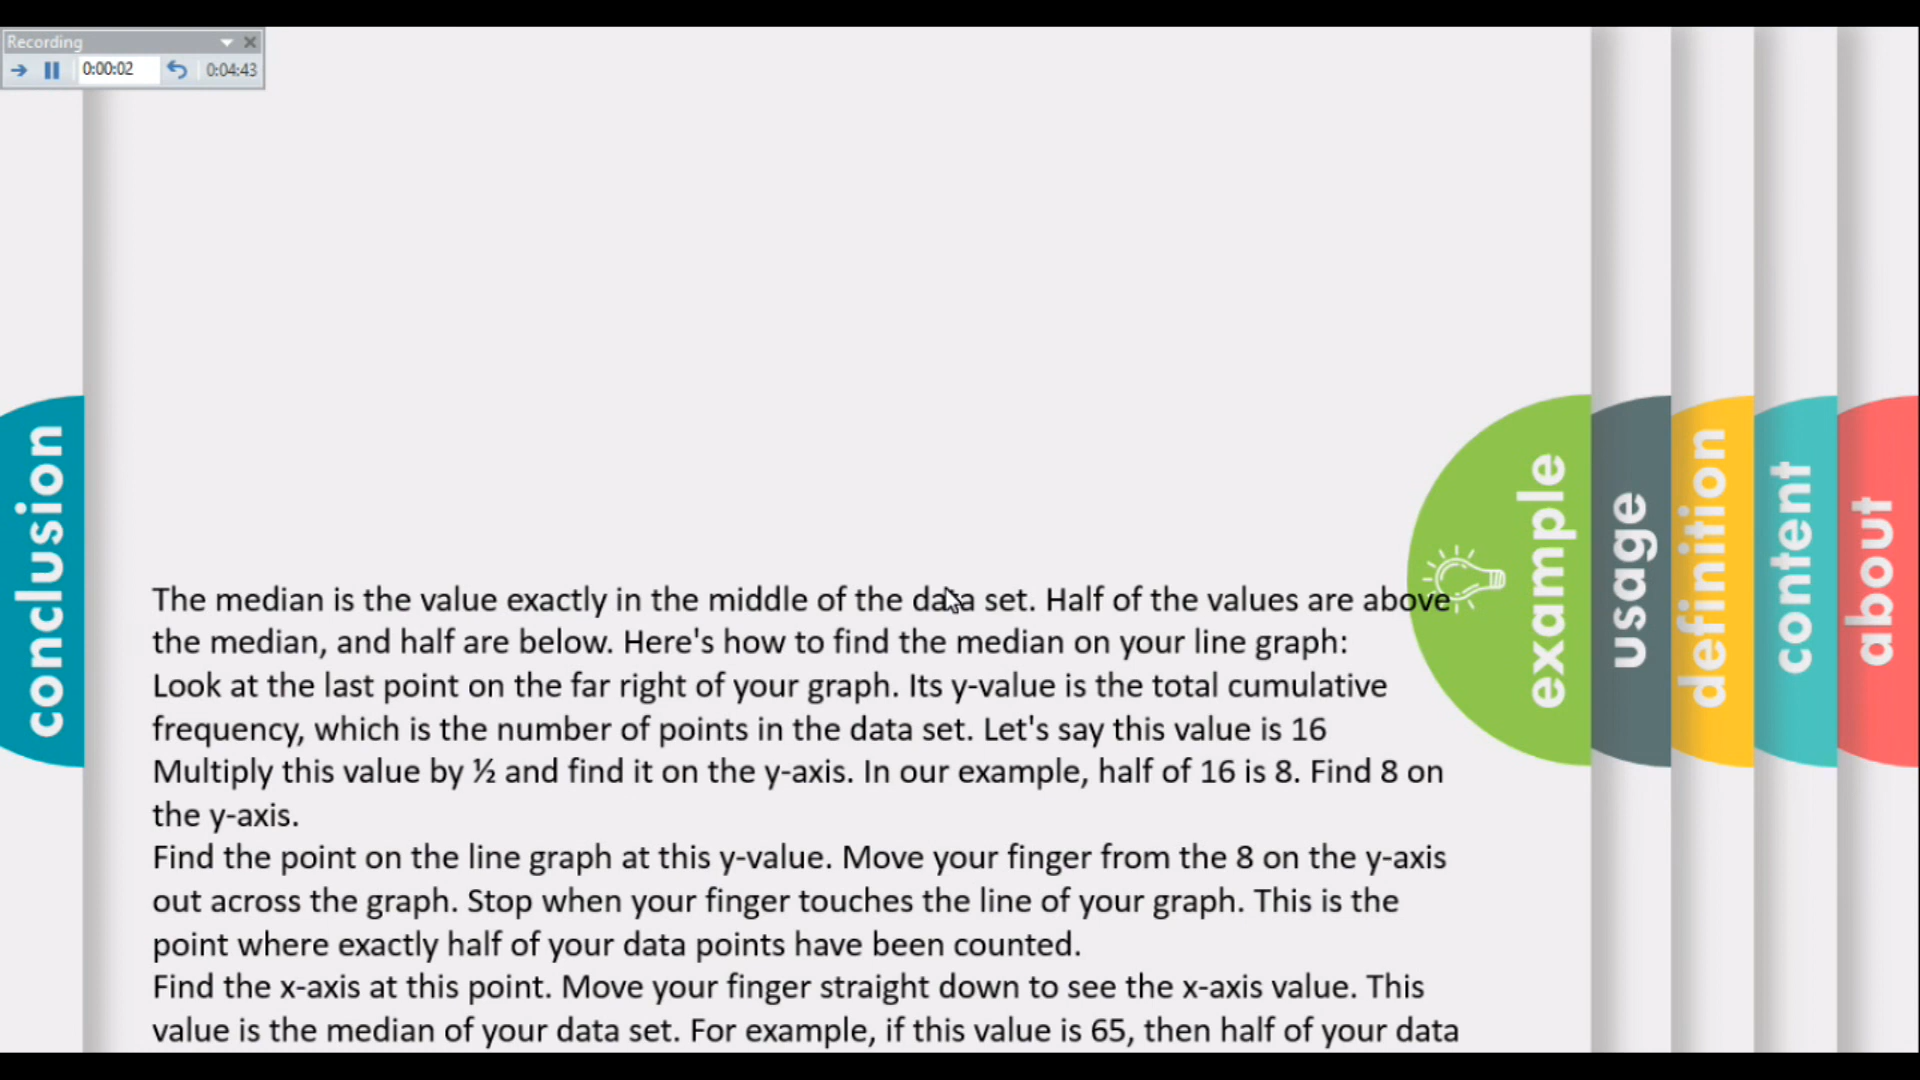 Recording
0:00:02
0:04:43
conclusion
The median is the value exactly in the middle of the data set. Half of the values are above
the median, and half are below. Here's how to find the median on your line graph:
Look at the last point on the far right of your graph. Its y-value is the total cumulative
frequency, which is the number of points in the data set. Let's say this value is 16
Multiply this value by ½ and find it on the y-axis. In our example, half of 16 is 8. Find 8 on
the y-axis.
Find the point on the line graph at this y-value. Move your finger from the 8 on the y-axis
out across the graph. Stop when your finger touches the line of your graph. This is the
point where exactly half of your data points have been counted.
Find the x-axis at this point. Move your finger straight down to see the x-axis value. This
value is the median of your data set. For example, if this value is 65, then half of your data
example
usage
definition
content
about